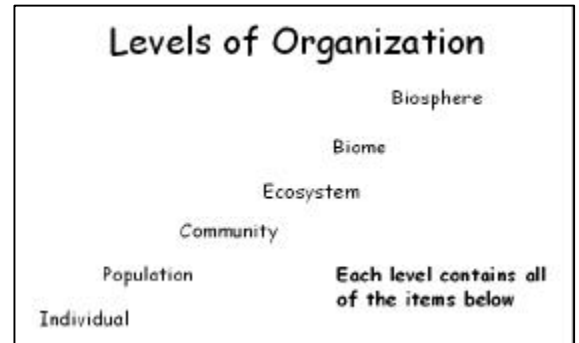 Levels of Organization
Biosphere
Biome
Ecosystem
Community
Population
Each level contains all
of the items below
Individual